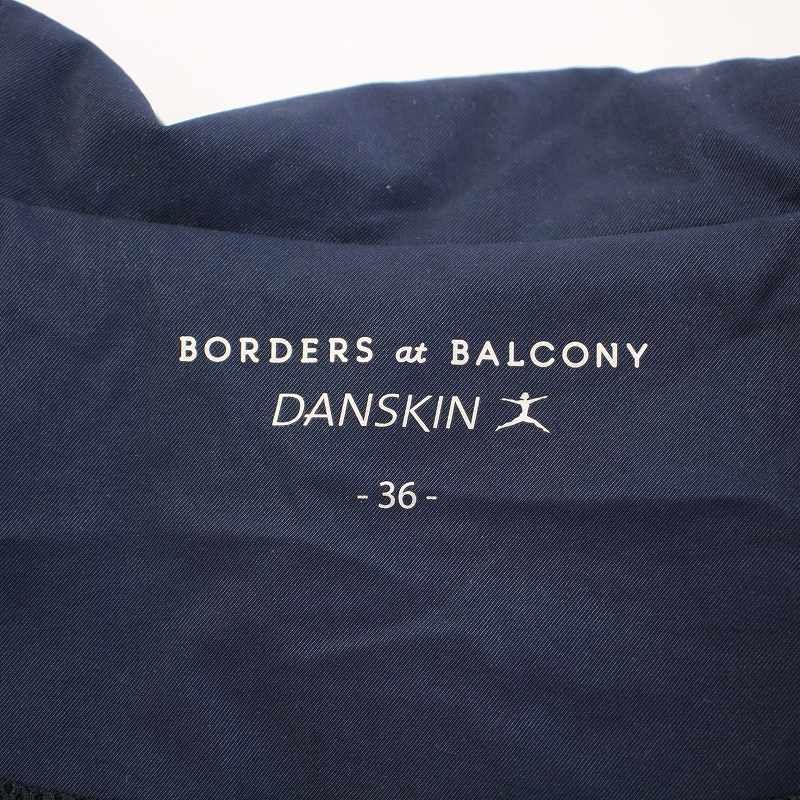 BORDERS at BALCONY
DANSKIN
- 36 -